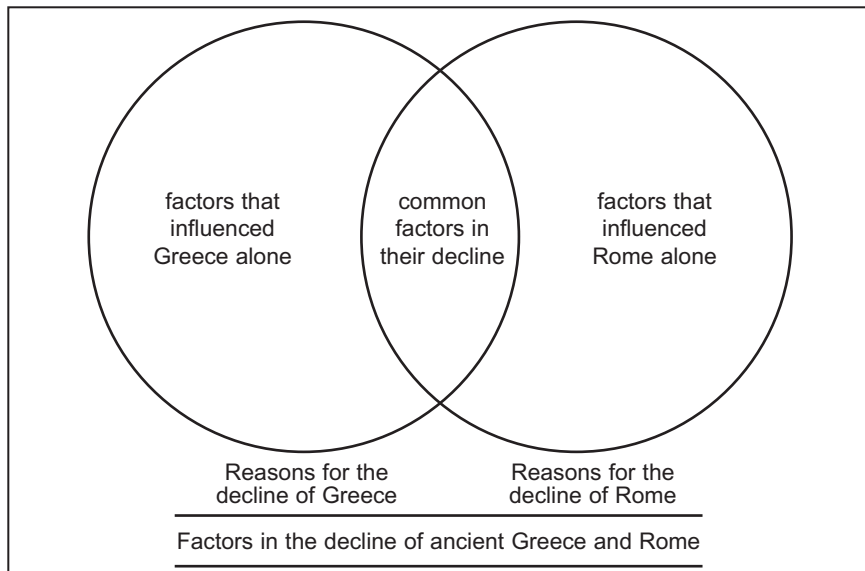 factors that
influenced
Greece alone
common
factors in
their decline
factors that
influenced
Rome alone
Reasons for the
decline of Greece
Reasons for the
decline of Rome
Factors in the decline of ancient Greece and Rome